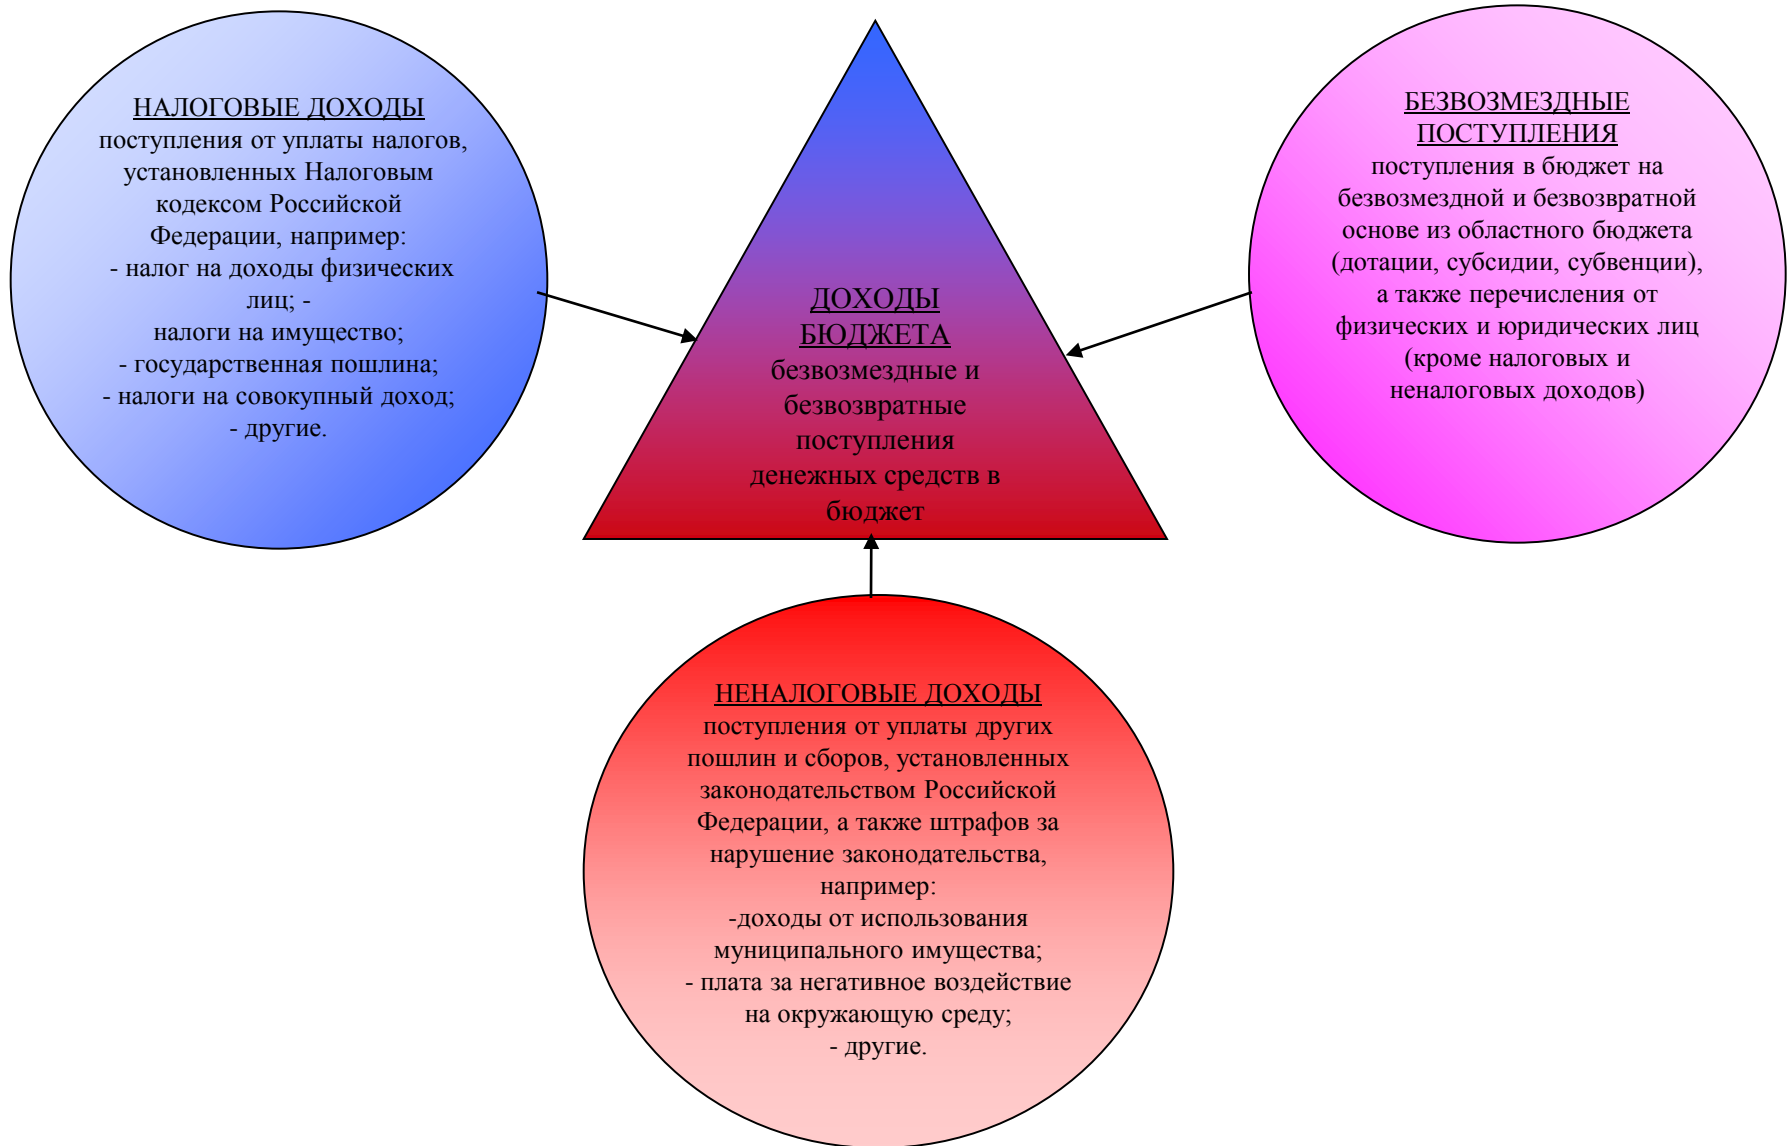 НАЛОГОВЫЕ ДОХОДЫ
поступления от уплаты налогов,
установленных Налоговым
кодексом Российской
Федерации, например:
- налог на доходы физических
лиц; -
налоги на имущество;
- государственная пошлина;
- налоги на совокупный доход;
- другие.
ДОХОДЫ
БЮДЖЕТА
безвозмездные и
безвозвратные
поступления
денежных средств в
бюджет
БЕЗВОЗМЕЗДНЫЕ
ПОСТУПЛЕНИЯ
поступления в бюджет на
безвозмездной и безвозвратной
основе из областного бюджета
(дотации, субсидии, субвенции),
а также перечисления от
физических и юридических лиц
(кроме налоговых и
неналоговых доходов)
НЕНАЛОГОВЫЕ ДОХОДЫ
поступления от уплаты других
пошлин и сборов, установленных
законодательством Российской
Федерации, а также штрафов за
нарушение законодательства,
например:
-доходы от использования
муниципального имущества;
- плата за негативное воздействие
на окружающую среду;
- другие.